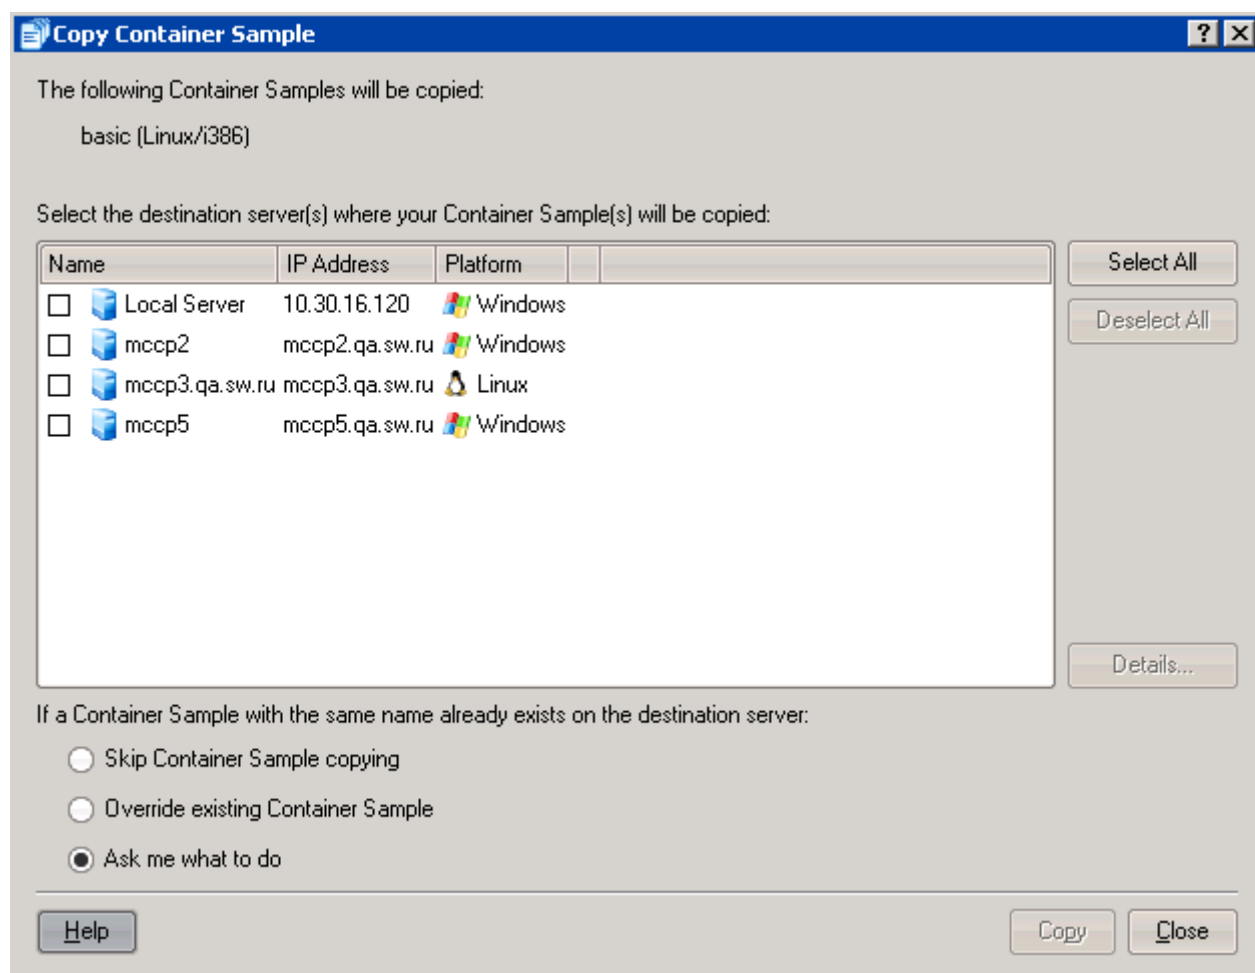 Copy Container Sample
The following Container Samples will be copied:
basic (Linux/i386)
Select the destination server(s) where your Container Sample(s) will be copied:
Name IP Address Platform
Select All
Local Server 10.30.16.120 Windows
Deselect All
mccp2 mccp2.qa.sw.ru Windows
mccp3.qa.sw.ru mccp3.qa.sw.ru Linux
mccp5 mccp5.qa.sw.ru Windows
Details...
If a Container Sample with the same name already exists on the destination server:
Skip Container Sample copying
Override existing Container Sample
Ask me what to do
Help Copy Close